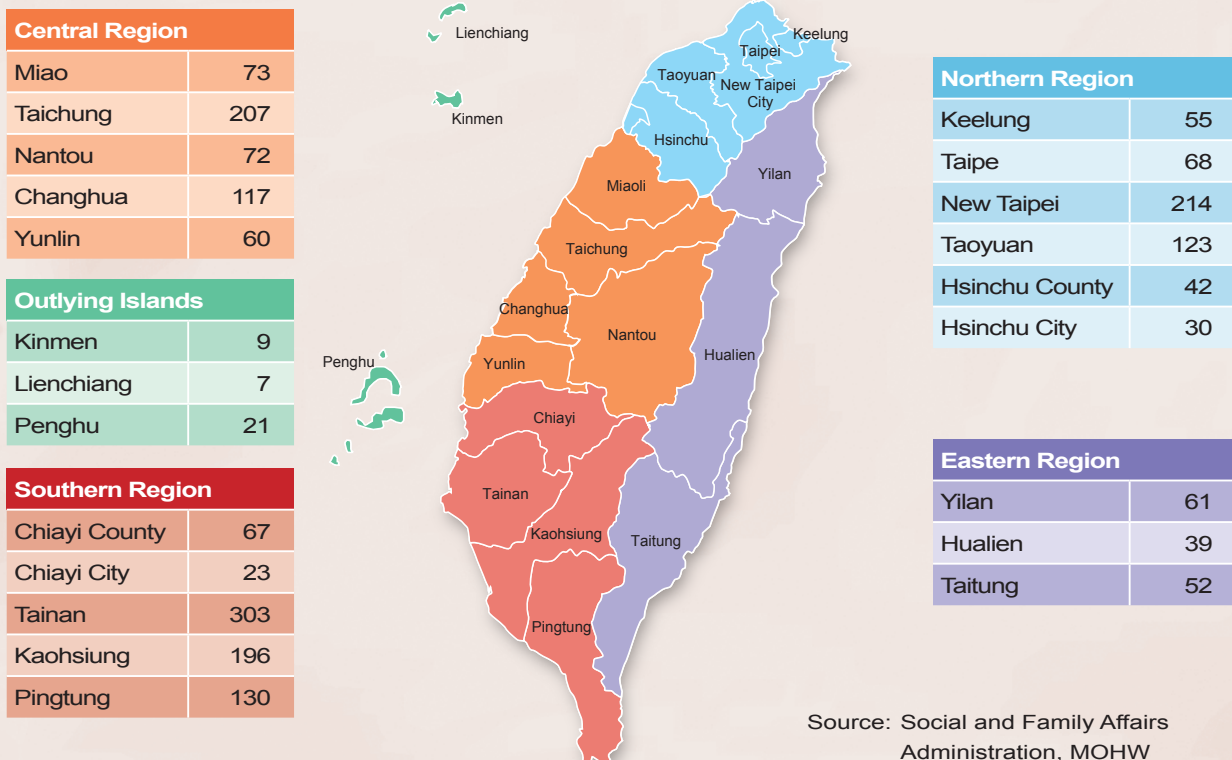 Central Region
Miao 73
Taichung 207
Nantou 72
Changhua 117
Yunlin 60
Outlying Islands
Kinmen 9
Lienchiang 7
Penghu 21
Southern Region
Chiayi County 67
Chiayi City 23
Tainan 303
Kaohsiung 196
Pingtung 130
Lienchiang
Kinmen
Penghu
Keelung
Taipei
Taoyuan
New Taipei
City
Hsinchu
Yilan
Miaoli
Taichung
Changhua
Nantou
Hualien
Yunlin
Chiayi
Tainan
Kaohsiung
Taitung
Pingtung
Northern Region
Keelung 55
Taipe 68
New Taipei 214
Taoyuan 123
Hsinchu County 42
Hsinchu City 30
Eastern Region
Yilan 61
Hualien 39
Taitung 52
Source: Social and Family Affairs
Administration, MOHW